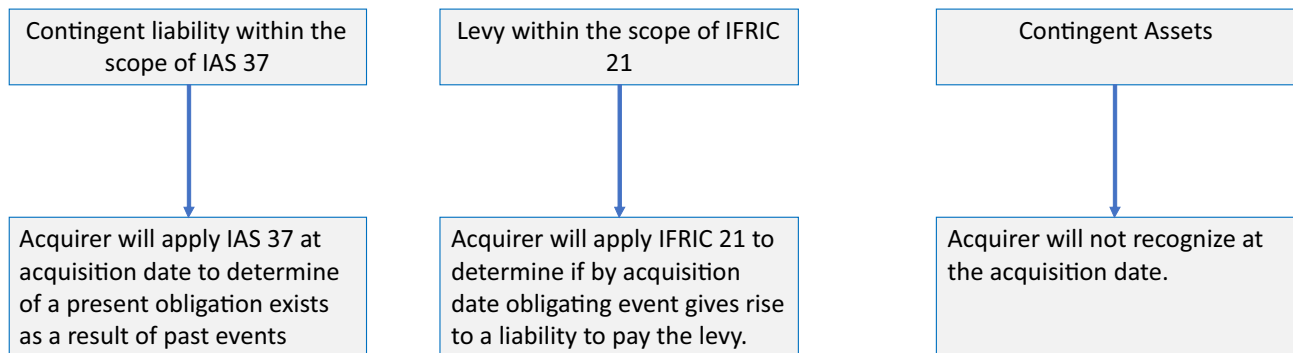 Contingent liability within the
scope of IAS 37
Levy within the scope of IFRIC
21
Contingent Assets
Acquirer will apply IAS 37 at
acquisition date to determine
of a present obligation exists
as a result of past events
Acquirer will apply IFRIC 21 to
determine if by acquisition
date obligating event gives rise
to a liability to pay the levy.
Acquirer will not recognize at
the acquisition date.